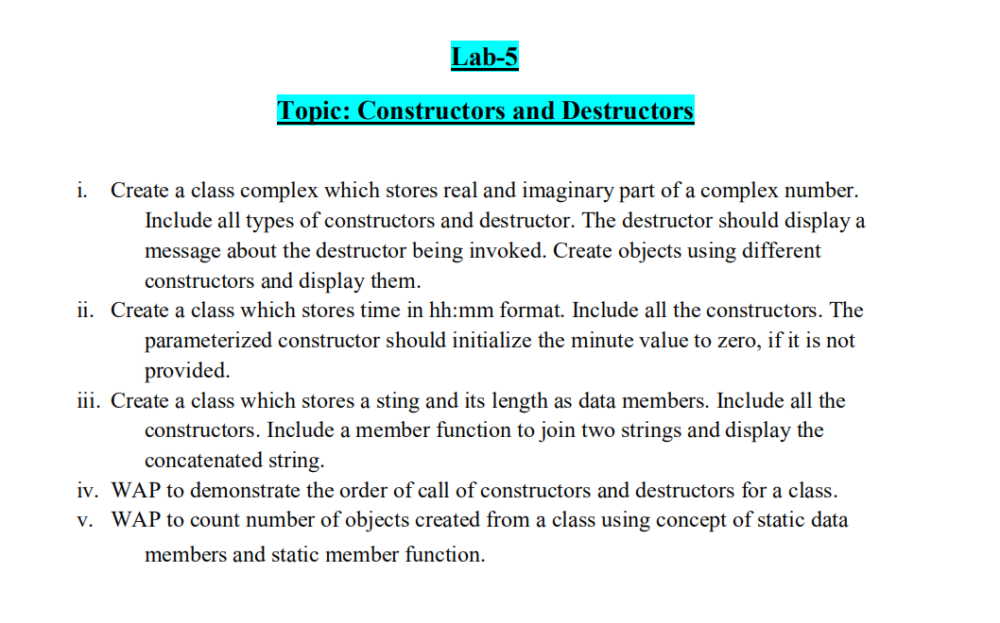 Lab-5
Topic: Constructors and Destructors
i. Create a class complex which stores real and imaginary part of a complex number.
Include all types of constructors and destructor. The destructor should display a
message about the destructor being invoked. Create objects using different
constructors and display them.
ii. Create a class which stores time in hh:mm format. Include all the constructors. The
parameterized constructor should initialize the minute value to zero, if it is not
provided.
iii. Create a class which stores a sting and its length as data members. Include all the
constructors. Include a member function to join two strings and display the
concatenated string.
iv. WAP to demonstrate the order of call of constructors and destructors for a class.
v. WAP to count number of objects created from a class using concept of static data
members and static member function.